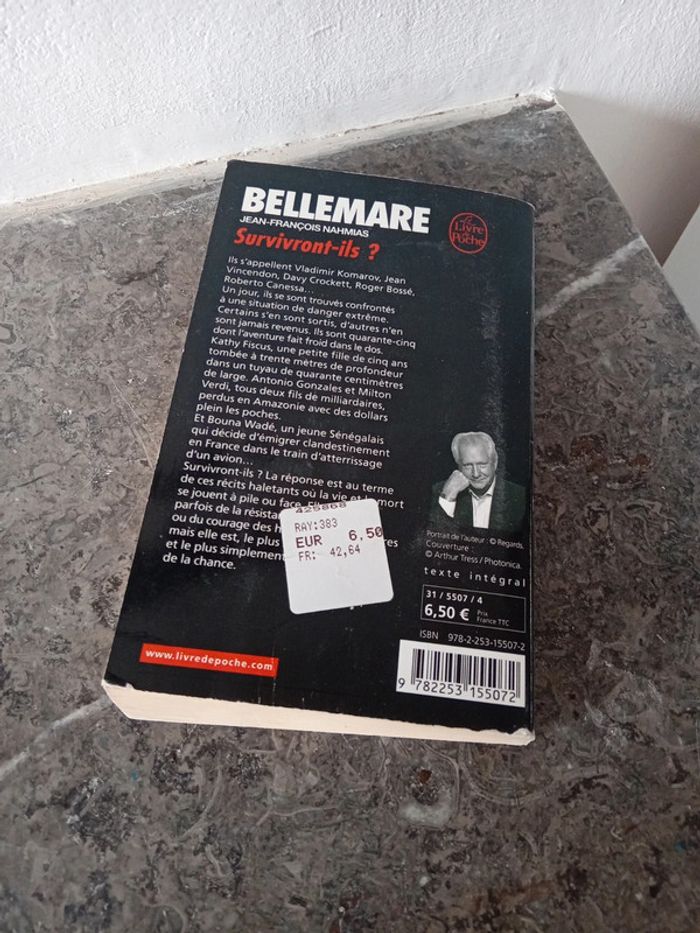 BELLEMARE
JEAN-FRANÇOIS NAHMIAS
Survivront-ils ?
Le
Livre
de
Poche
Ils s'appellent Vladimir Komarov, Jean
Vincendon, Davy Crockett, Roger Bossé,
Roberto Canessa...
Un jour, ils se sont trouvés confrontés
à une situation de danger extrême.
Certains s'en sont sortis, d'autres n'en
sont jamais revenus. Ils sont quarante-cinq
dont l'aventure fait froid dans le dos.
Kathy Fiscus, une petite fille de cinq ans
tombée à trente mètres de profondeur
dans un tuyau de quarante centimètres
de large. Antonio Gonzales et Milton
Verdi, tous deux fils de milliardaires,
perdus en Amazonie avec des dollars
plein les poches.
Et Bouna Wadé, un jeune Sénégalais
qui décide d'émigrer clandestinement
en France dans le train d'atterrissage
d'un avion...
Survivront-ils ? La réponse est au terme
de ces récits haletants où la vie et la mort
se jouent à pile ou face.
parfois de la résista
ou du courage des h
mais elle est, le plus
et le plus simplemen
de la chance.
425868
RAY:383
EUR 6,50
FR: 42,64
Portrait de l'auteur : © Regards.
Couverture :
© Arthur Tress / Photonica.
texte intégral
31 / 5507 / 4
6,50 € Prix
France TTC
ISBN 978-2-253-15507-2
9 782253 155072
www.livredepoche.com